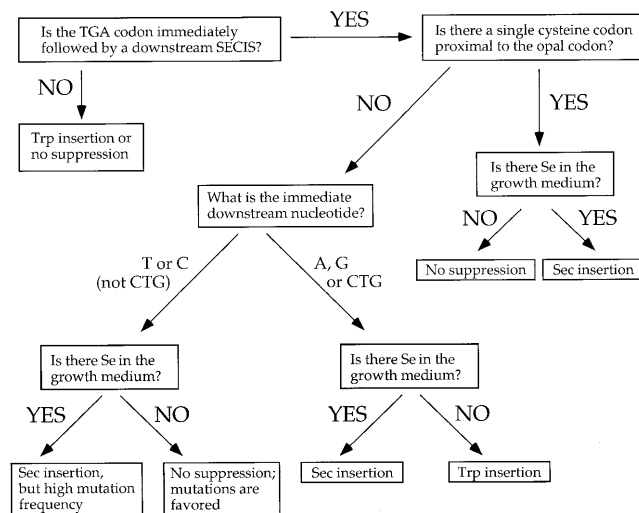 Is the TGA codon immediately
followed by a downstream SECIS?
YES
Is there a single cysteine codon
proximal to the opal codon?
NO
Trp insertion or
no suppression
NO
YES
What is the immediate
downstream nucleotide?
Is there Se in the
growth medium?
NO
YES
No suppression
Sec insertion
T or C
(not CTG)
A, G
or CTG
Is there Se in the
growth medium?
Is there Se in the
growth medium?
YES
NO
YES
NO
Sec insertion,
but high mutation
frequency
No suppression;
mutations are
favored
Sec insertion
Trp insertion